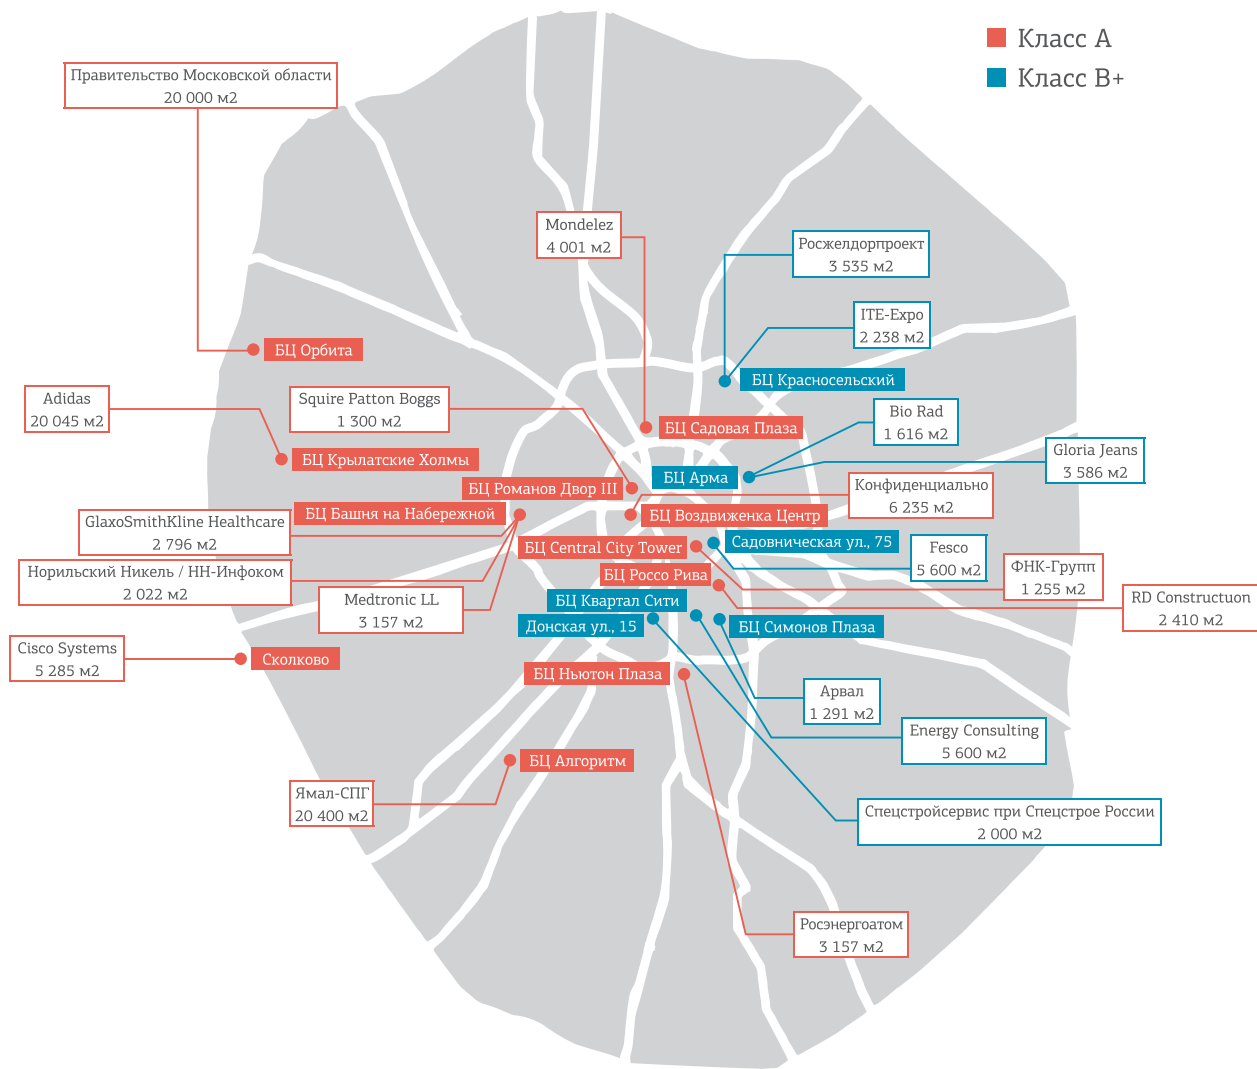 Класс A
Класс B+
Правительство Московской области
20 000 м2
Mondelez
4 001 м2
Росжелдорпроект
3 535 м2
ITE-Expo
2 238 м2
БЦ Орбита
БЦ Красносельский
Adidas
20 045 м2
Squire Patton Boggs
1 300 м2
Bio Rad
1 616 м2
БЦ Садовая Плаза
Gloria Jeans
3 586 м2
БЦ Крылатские Холмы
БЦ Арма
БЦ Романов Двор III
Конфиденциально
6 235 м2
БЦ Башня на Набережной
БЦ Воздвиженка Центр
GlaxoSmithKline Healthcare
2 796 м2
Садовническая ул., 75
БЦ Central City Tower
Fesco
5 600 м2
Норильский Никель / НН-Инфоком
2 022 м2
БЦ Россо Рива
ФНК-Групп
1 255 м2
Medtronic LL
3 157 м2
БЦ Квартал Сити
RD Constructuon
2 410 м2
Донская ул., 15
БЦ Симонов Плаза
Cisco Systems
5 285 м2
Сколково
БЦ Ньютон Плаза
Арвал
1 291 м2
Energy Consulting
5 600 м2
БЦ Алгоритм
Ямал-СПГ
20 400 м2
Спецстройсервис при Спецстрое России
2 000 м2
Росэнергоатом
3 157 м2